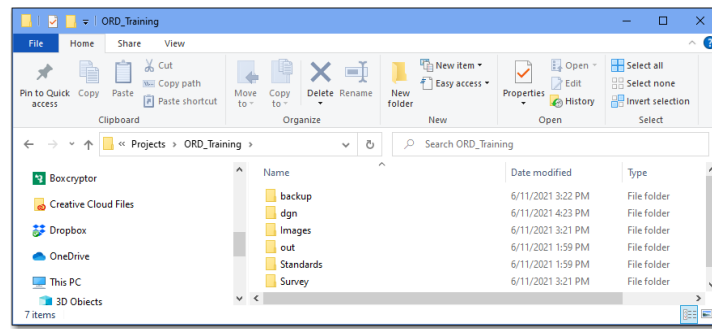 ORD_Training
File Home Share View
Pin to Quick access
Copy
Paste
Cut
Copy path
Paste shortcut
Clipboard
Move to
Copy to
Delete
Rename
Organize
New folder
New item
Easy access
New
Properties
Open
Edit
History
Open
Select all
Select none
Invert selection
Select
« Projects › ORD_Training ›
Search ORD_Training
Name Date modified Type
Boxcryptor
Creative Cloud Files
Dropbox
OneDrive
This PC
3D Objects
backup 6/11/2021 3:22 PM File folder
dgn 6/11/2021 4:23 PM File folder
Images 6/11/2021 3:21 PM File folder
out 6/11/2021 1:59 PM File folder
Standards 6/11/2021 1:59 PM File folder
Survey 6/11/2021 3:21 PM File folder
7 items